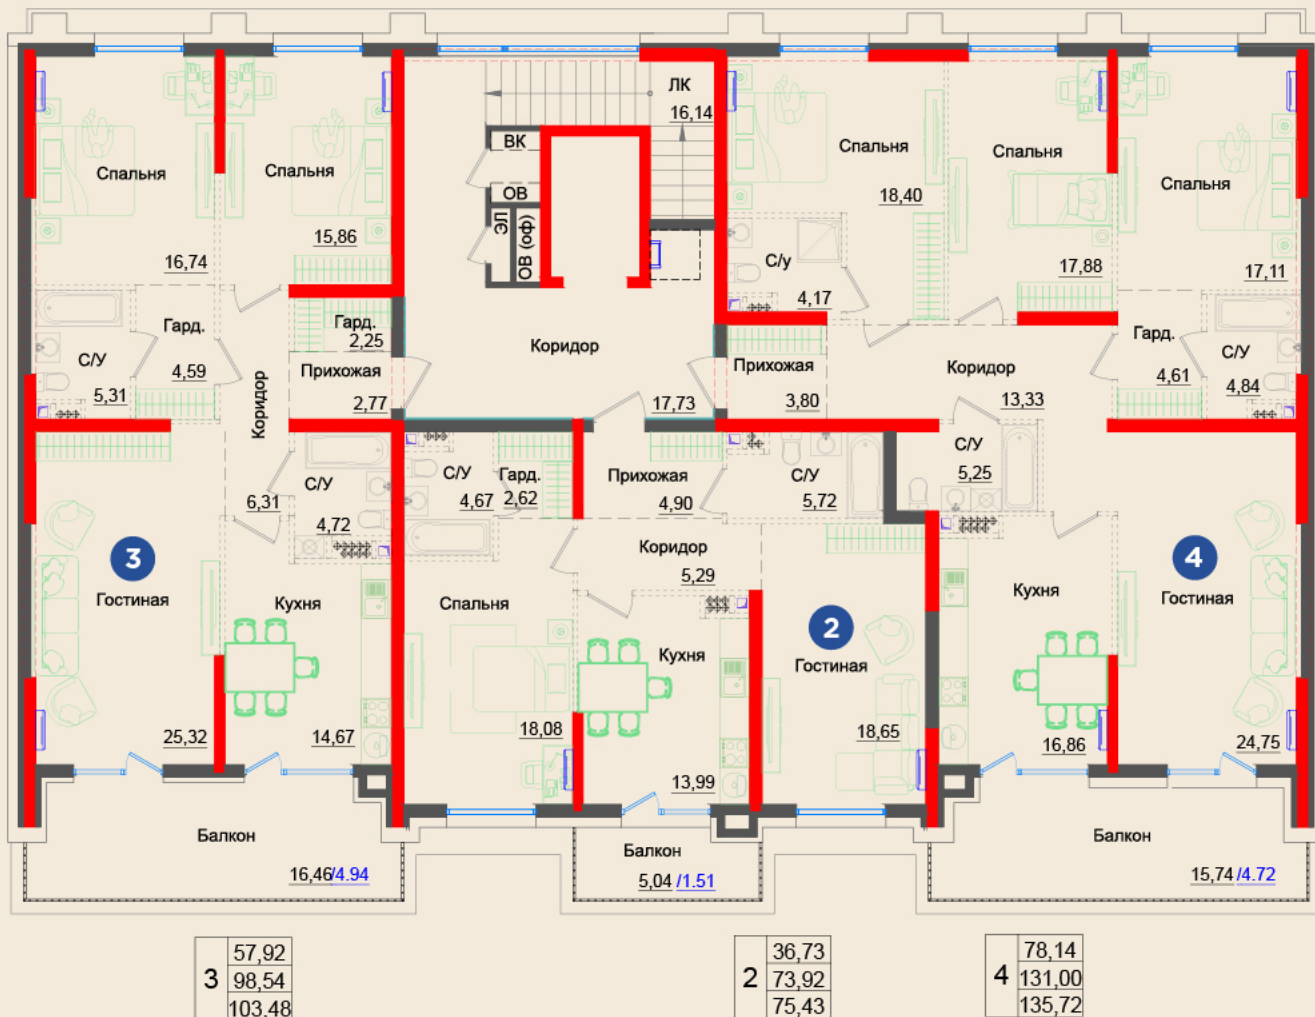 ЛК
16,14
ВК
ОВ
ЭЛ
ОВ (оф)
Спальня
16,74
Спальня
15,86
Спальня
18,40
Спальня
17,88
Спальня
17,11
С/у
4,17
Гард.
4,59
С/У
5,31
Гард.
2,25
Прихожая
2,77
Коридор
6,31
Коридор
17,73
Прихожая
3,80
Коридор
13,33
Гард.
4,61
С/У
4,84
С/У
4,72
С/У
4,67
Гард.
2,62
Прихожая
4,90
С/У
5,72
С/У
5,25
Коридор
5,29
3
Гостиная
25,32
Кухня
14,67
Спальня
18,08
Кухня
13,99
2
Гостиная
18,65
Кухня
16,86
4
Гостиная
24,75
Балкон
16,46/4.94
Балкон
5,04 /1.51
Балкон
15,74 /4.72
3
57,92
98,54
103,48
2
36,73
73,92
75,43
4
78,14
131,00
135,72